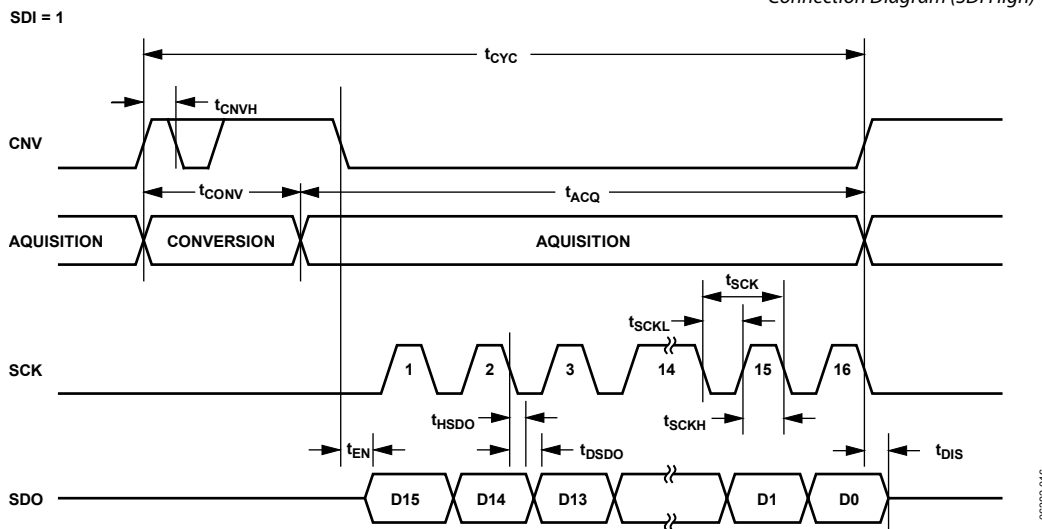 Connection Diagram (SDI High)
SDI = 1
tCYC
tCNVH
CNV
tCONV
tACQ
AQUISITION
CONVERSION
AQUISITION
tSCK
tSCKL
SCK
1
2
3
14
15
16
tHSDO
tSCKH
tEN
tDSDO
tDIS
SDO
D15
D14
D13
D1
D0